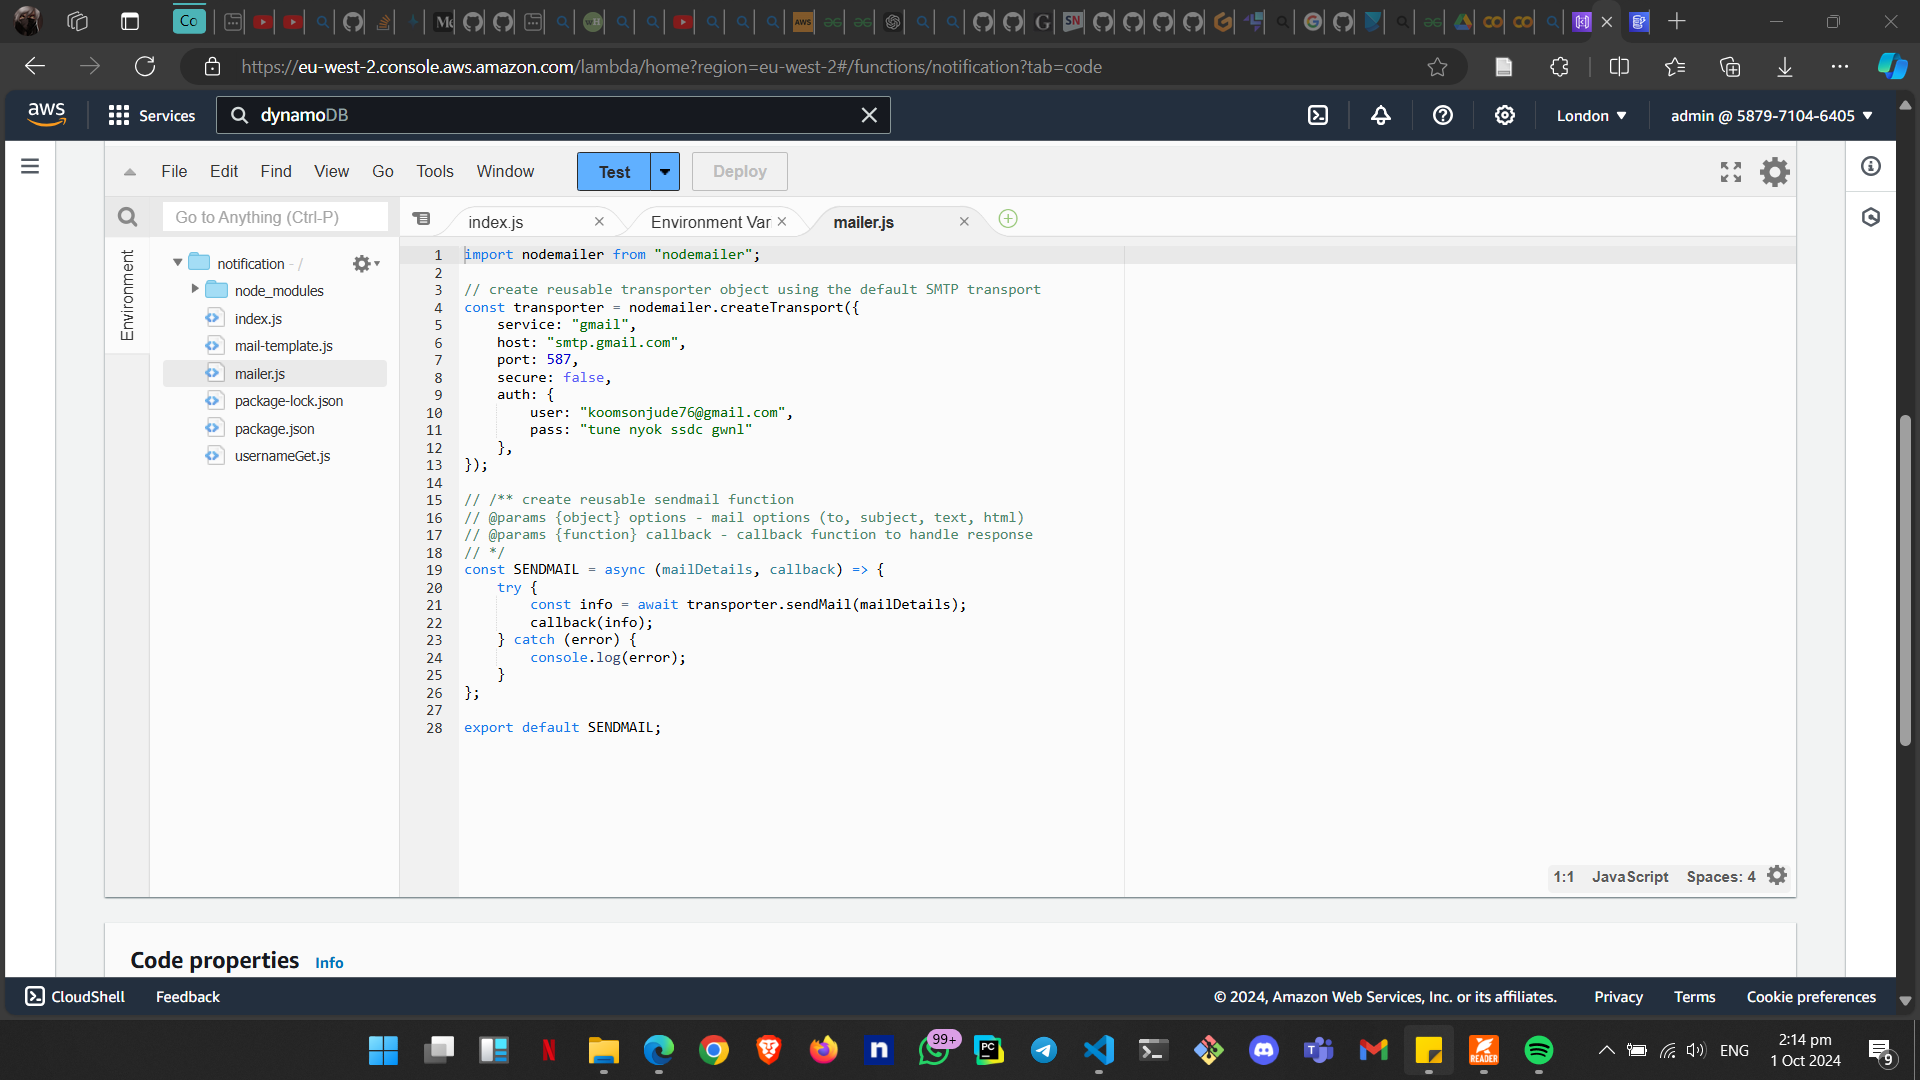 Co
https://eu-west-2.console.aws.amazon.com/lambda/home?region=eu-west-2#/functions/notification?tab=code
aws
Services
dynamoDB
London
admin @ 5879-7104-6405
File Edit Find View Go Tools Window
Test
Deploy
Go to Anything (Ctrl-P)
index.js
Environment Var
mailer.js
Environment
notification - /
node_modules
index.js
mail-template.js
mailer.js
package-lock.json
package.json
usernameGet.js
1 import nodemailer from "nodemailer";
2
3 // create reusable transporter object using the default SMTP transport
4 const transporter = nodemailer.createTransport({
5 service: "gmail",
6 host: "smtp.gmail.com",
7 port: 587,
8 secure: false,
9 auth: {
10 user: "koomsonjude76@gmail.com",
11 pass: "tune nyok ssdc gwnl"
12 },
13 });
14
15 // /** create reusable sendmail function
16 // @params {object} options - mail options (to, subject, text, html)
17 // @params {function} callback - callback function to handle response
18 // */
19 const SENDMAIL = async (mailDetails, callback) => {
20 try {
21 const info = await transporter.sendMail(mailDetails);
22 callback(info);
23 } catch (error) {
24 console.log(error);
25 }
26 };
27
28 export default SENDMAIL;
1:1 JavaScript Spaces: 4
Code properties Info
CloudShell Feedback
© 2024, Amazon Web Services, Inc. or its affiliates. Privacy Terms Cookie preferences
99+
ENG
2:14 pm
1 Oct 2024
9